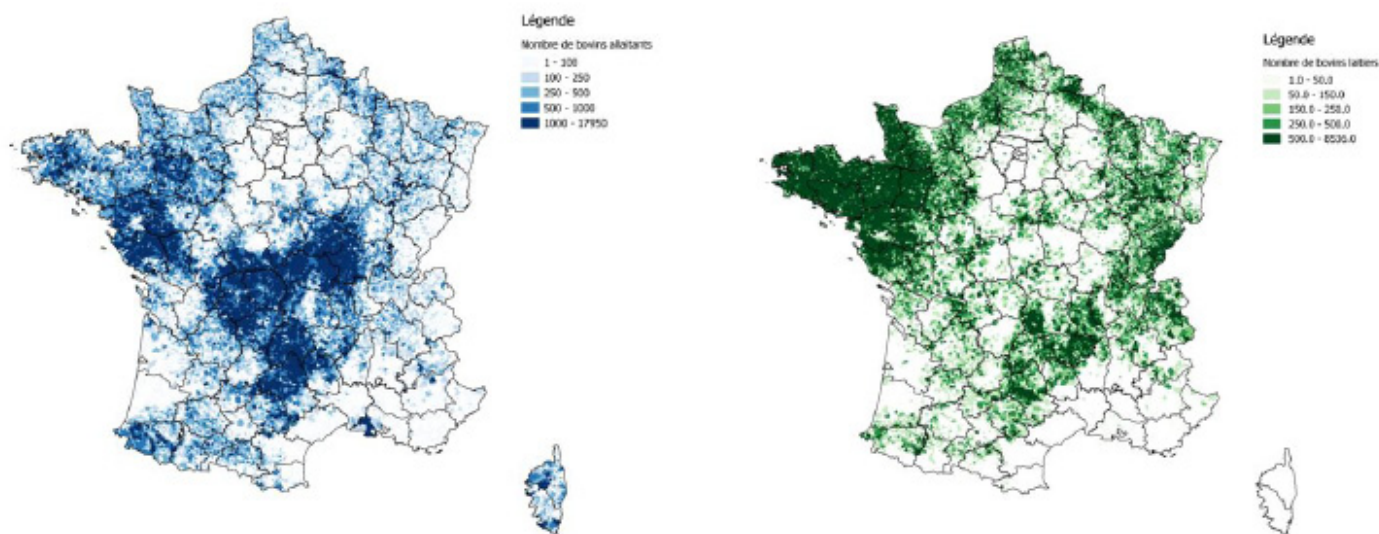 Légende
Nombre de bovins allaitants
1 - 100
100 - 250
250 - 500
500 - 1000
1000 - 17950
Légende
Nombre de bovins laitiers
1.0 - 50.0
50.0 - 150.0
150.0 - 250.0
250.0 - 500.0
500.0 - 8536.0